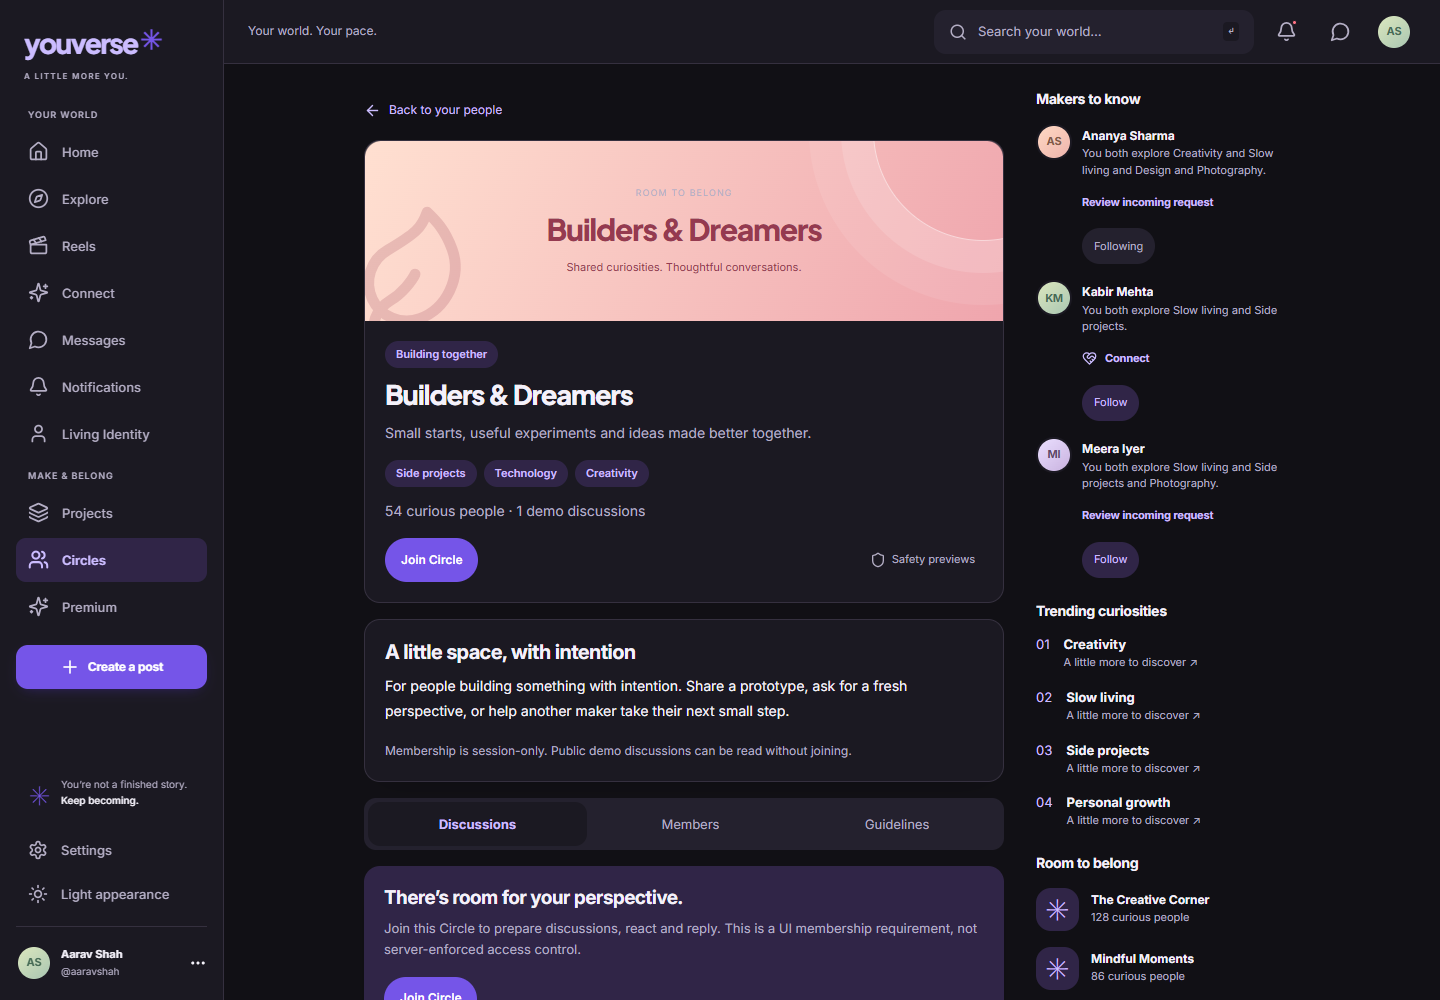 youverse
A LITTLE MORE YOU.
YOUR WORLD
Home
Explore
Reels
Connect
Messages
Notifications
Living Identity
MAKE & BELONG
Projects
Circles
Premium
Create a post
You're not a finished story.
Keep becoming.
Settings
Light appearance
AS
Aarav Shah
@aaravshah
Your world. Your pace.
Search your world...
AS
Back to your people
ROOM TO BELONG
Builders & Dreamers
Shared curiosities. Thoughtful conversations.
Building together
Builders & Dreamers
Small starts, useful experiments and ideas made better together.
Side projects
Technology
Creativity
54 curious people · 1 demo discussions
Join Circle
Safety previews
A little space, with intention
For people building something with intention. Share a prototype, ask for a fresh
perspective, or help another maker take their next small step.
Membership is session-only. Public demo discussions can be read without joining.
Discussions
Members
Guidelines
There's room for your perspective.
Join this Circle to prepare discussions, react and reply. This is a UI membership requirement, not
server-enforced access control.
Join Circle
Makers to know
AS
Ananya Sharma
You both explore Creativity and Slow
living and Design and Photography.
Review incoming request
Following
KM
Kabir Mehta
You both explore Slow living and Side
projects.
Connect
Follow
MI
Meera Iyer
You both explore Slow living and Side
projects and Photography.
Review incoming request
Follow
Trending curiosities
01 Creativity
A little more to discover ↗
02 Slow living
A little more to discover ↗
03 Side projects
A little more to discover ↗
04 Personal growth
A little more to discover ↗
Room to belong
The Creative Corner
128 curious people
Mindful Moments
86 curious people